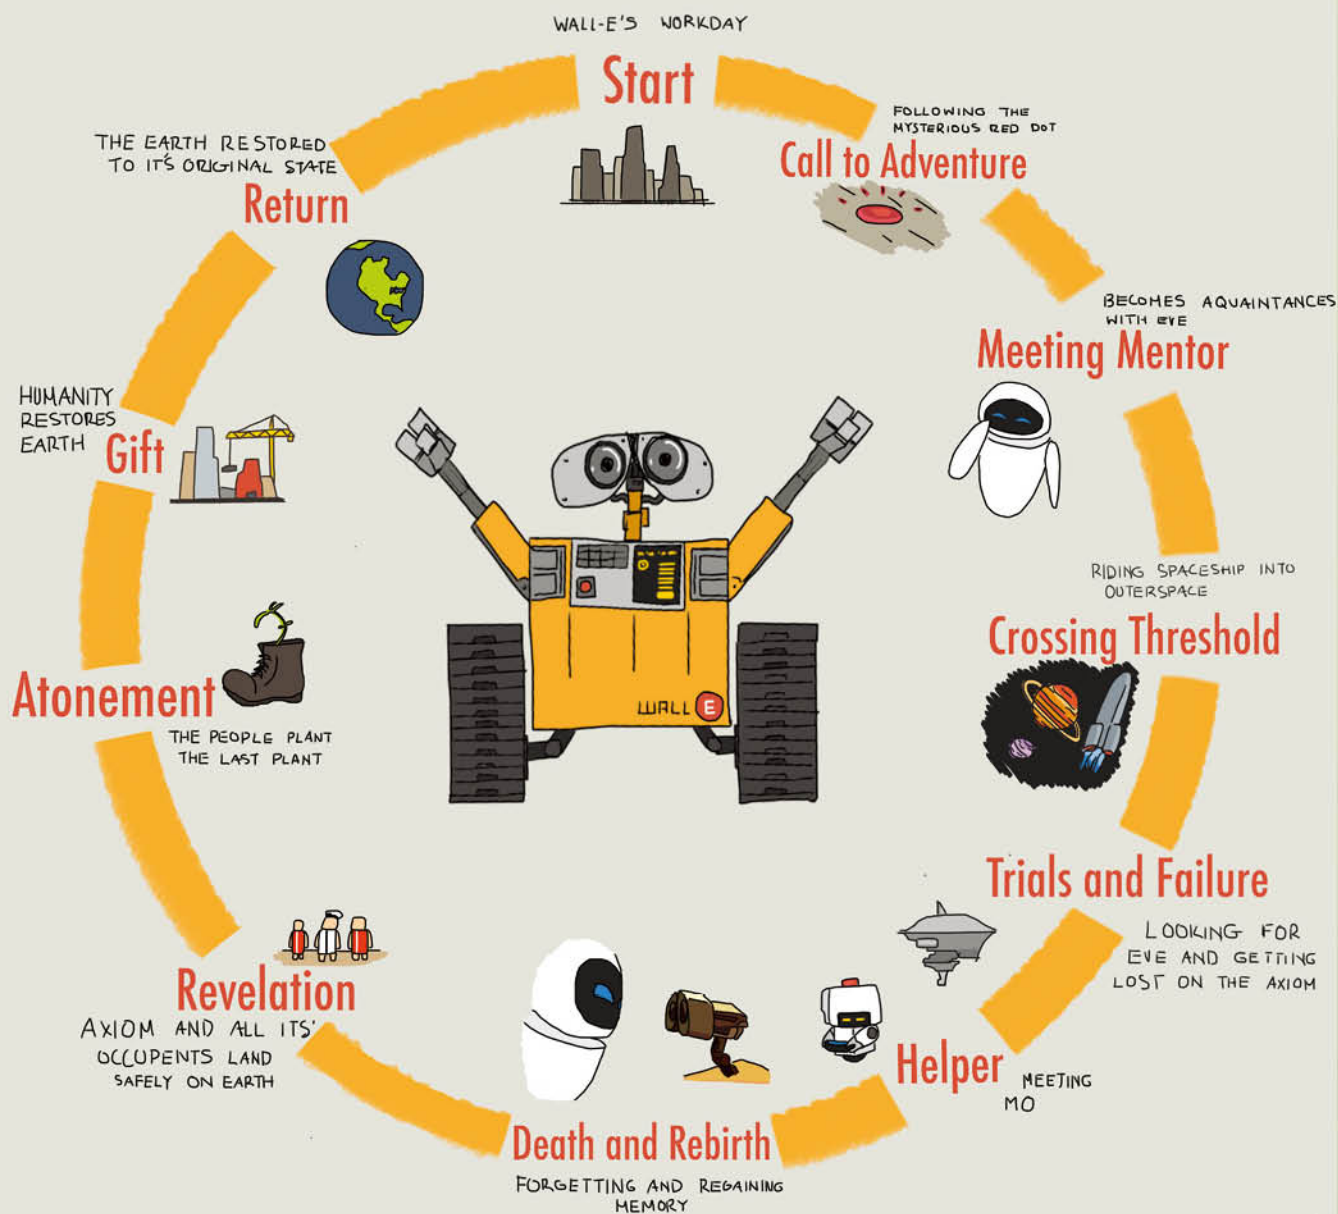 WALL-E'S WORKDAY
Start
FOLLOWING THE
MYSTERIOUS RED DOT
Call to Adventure
BECOMES AQUAINTANCES
WITH EVE
Meeting Mentor
RIDING SPACESHIP INTO
OUTERSPACE
Crossing Threshold
Trials and Failure
LOOKING FOR
EVE AND GETTING
LOST ON THE AXIOM
Helper
MEETING
MO
Death and Rebirth
FORGETTING AND REGAINING
MEMORY
Revelation
AXIOM AND ALL ITS'
OCCUPENTS LAND
SAFELY ON EARTH
Atonement
THE PEOPLE PLANT
THE LAST PLANT
HUMANITY
RESTORES
EARTH
Gift
THE EARTH RESTORED
TO IT'S ORIGINAL STATE
Return
WALL E